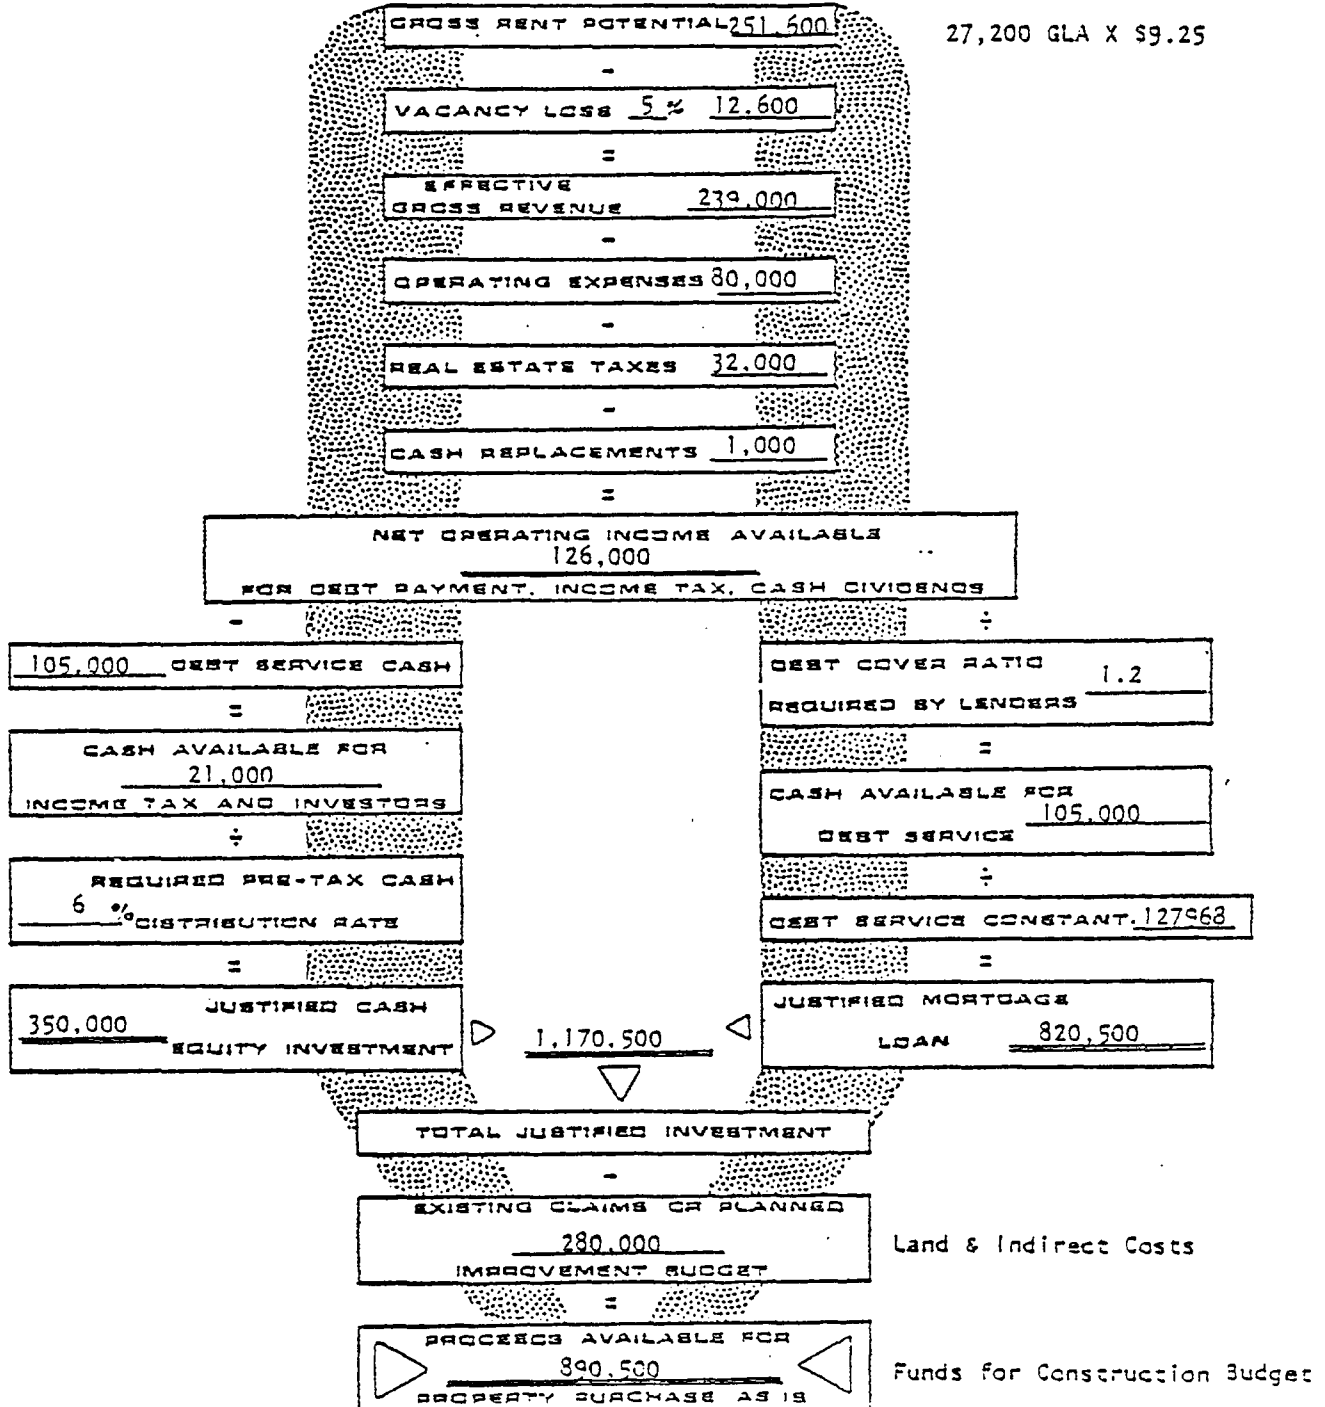 GROSS RENT POTENTIAL 251,600
27,200 GLA X $9.25
-
VACANCY LOSS 5 % 12.600
=
EFFECTIVE
GROSS REVENUE 239,000
-
OPERATING EXPENSES 80,000
-
REAL ESTATE TAXES 32.000
-
CASH REPLACEMENTS 1,000
=
NET OPERATING INCOME AVAILABLE
126,000
FOR DEBT PAYMENT, INCOME TAX, CASH DIVIDENDS
-
105,000 DEBT SERVICE CASH
=
CASH AVAILABLE FOR
21,000
INCOME TAX AND INVESTORS
÷
REQUIRED PRE-TAX CASH
6 % DISTRIBUTION RATE
=
JUSTIFIED CASH
350,000
EQUITY INVESTMENT
÷
DEBT COVER RATIO
1.2
REQUIRED BY LENDERS
=
CASH AVAILABLE FOR
105.000
DEBT SERVICE
÷
DEBT SERVICE CONSTANT .127968
=
JUSTIFIED MORTGAGE
LOAN 820,500
1,170,500
TOTAL JUSTIFIED INVESTMENT
-
EXISTING CLAIMS OR PLANNED
280,000
IMPROVEMENT BUDGET
Land & Indirect Costs
=
PROCEEDS AVAILABLE FOR
890,500
PROPERTY PURCHASE AS IS
Funds for Construction Budget